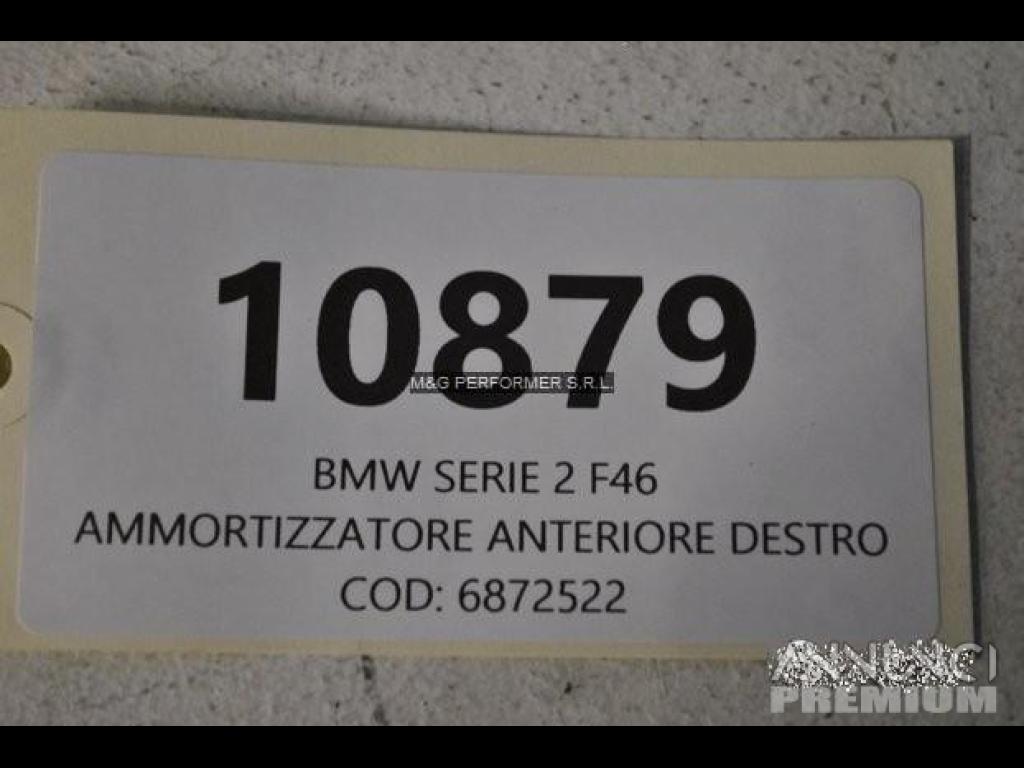 10879
M&G PERFORMER S.R.L.
BMW SERIE 2 F46
AMMORTIZZATORE ANTERIORE DESTRO
COD: 6872522
ANNUNCI
PREMIUM